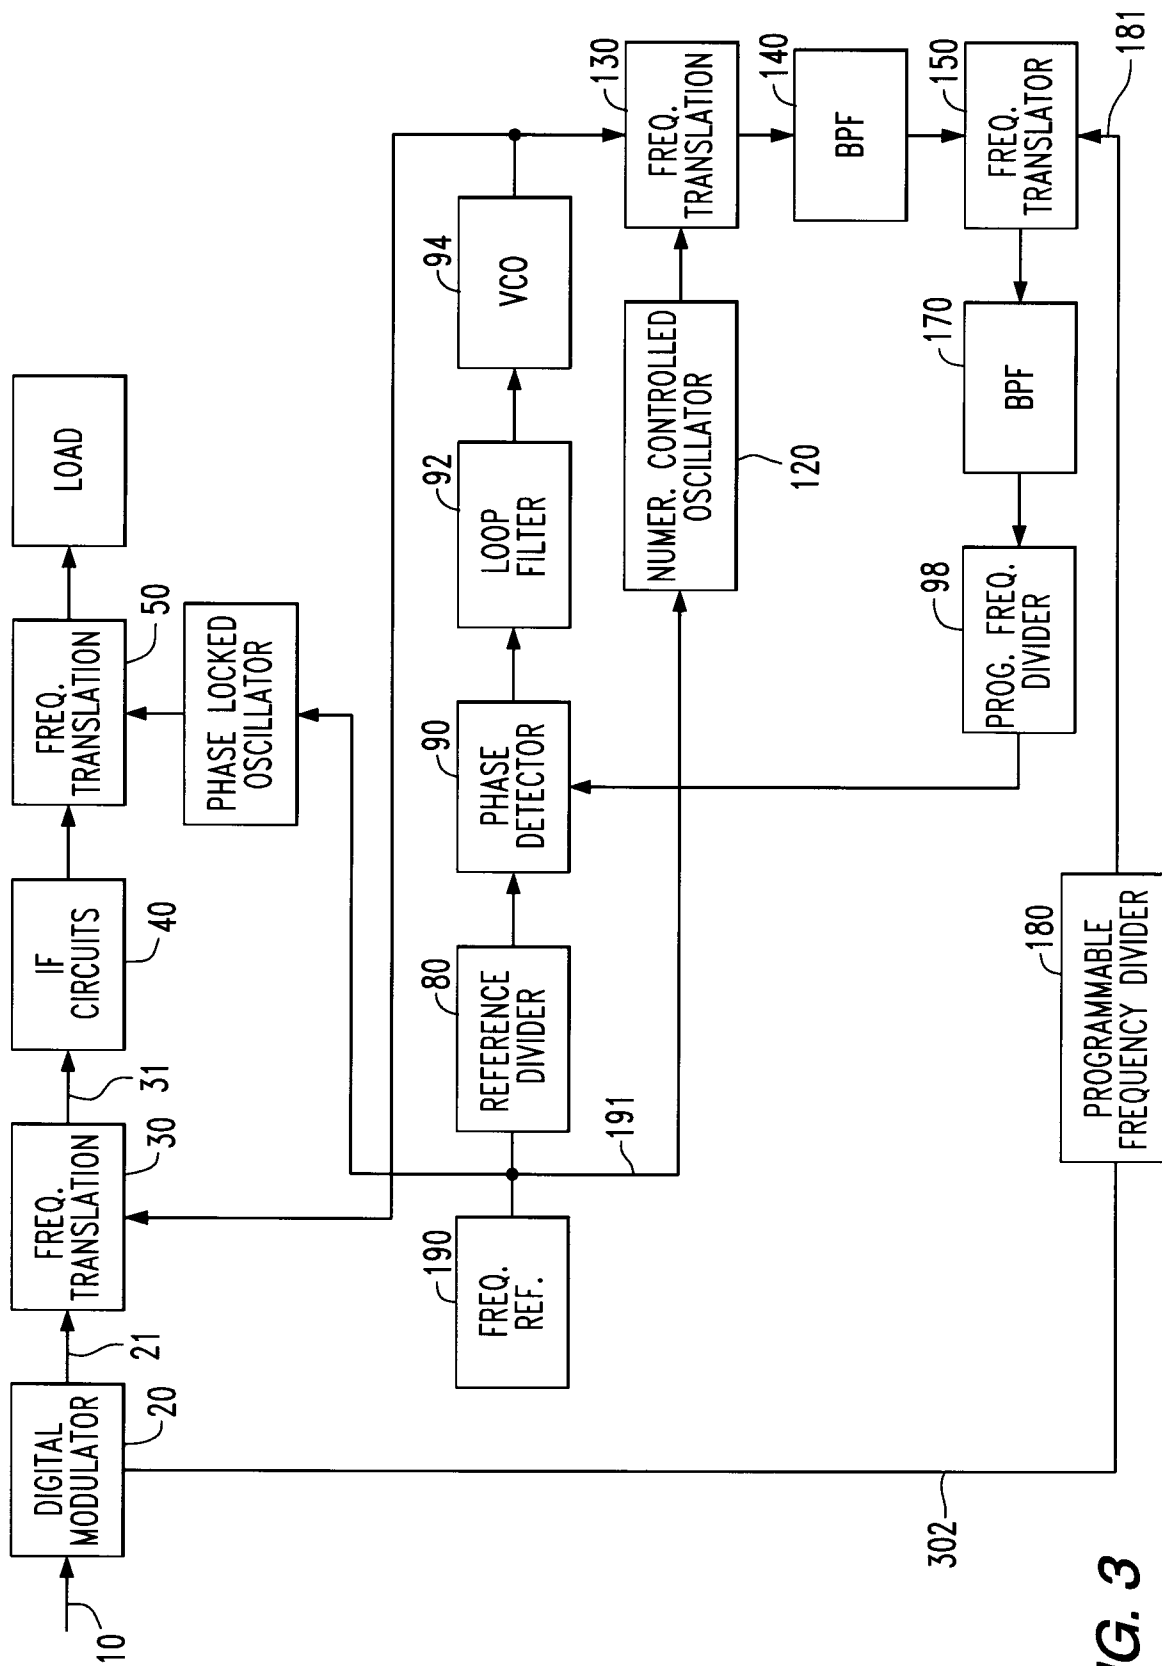 10
DIGITAL
MODULATOR
20
21
FREQ.
TRANSLATION
30
31
IF
CIRCUITS
40
FREQ.
TRANSLATION
50
LOAD
PHASE LOCKED
OSCILLATOR
190
FREQ.
REF.
191
80
REFERENCE
DIVIDER
90
PHASE
DETECTOR
92
LOOP
FILTER
94
VCO
NUMER. CONTROLLED
OSCILLATOR
120
130
FREQ.
TRANSLATION
140
BPF
98
PROG. FREQ.
DIVIDER
170
BPF
150
FREQ.
TRANSLATOR
181
302
180
PROGRAMMABLE
FREQUENCY DIVIDER
IG. 3